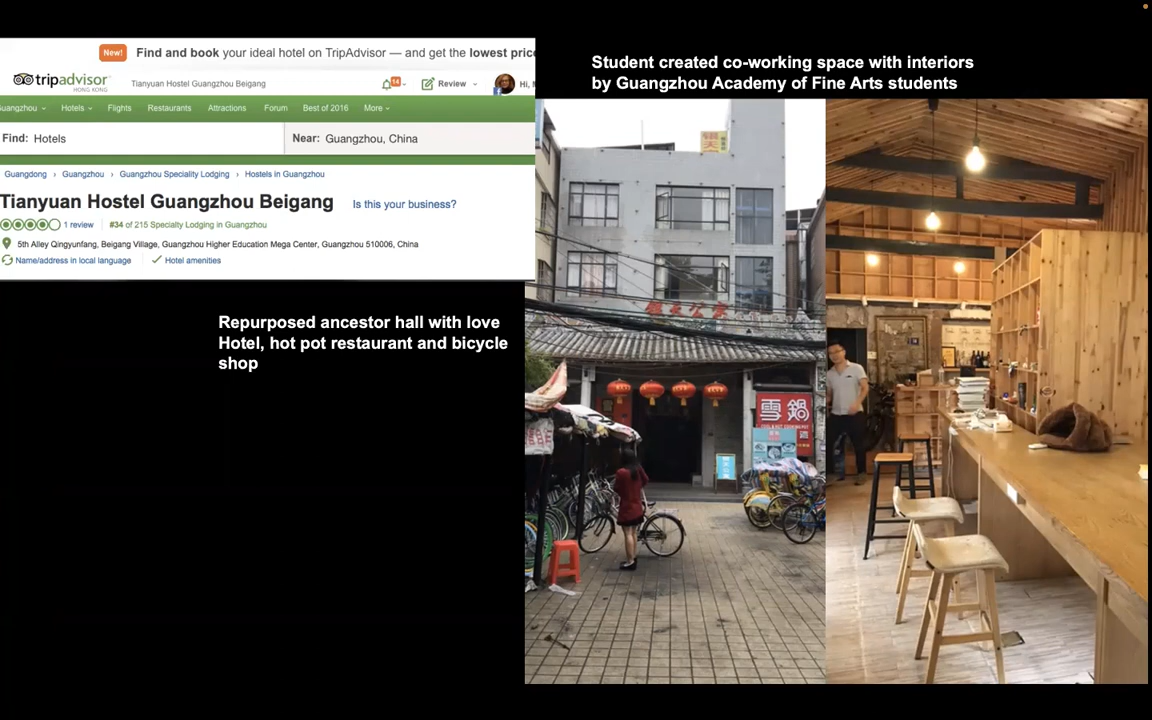 New! Find and book your ideal hotel on TripAdvisor — and get the lowest price
tripadvisor
HONG KONG
Tianyuan Hostel Guangzhou Beigang
14
Review
Hi,
Guangzhou
Hotels
Flights
Restaurants
Attractions
Forum
Best of 2016
More
Find: Hotels
Near: Guangzhou, China
Guangdong › Guangzhou › Guangzhou Speciality Lodging › Hostels in Guangzhou
Tianyuan Hostel Guangzhou Beigang
Is this your business?
1 review
#34 of 215 Specialty Lodging in Guangzhou
5th Alley Qingyunfang, Beigang Village, Guangzhou Higher Education Mega Center, Guangzhou 510006, China
Name/address in local language
Hotel amenities
Student created co-working space with interiors
by Guangzhou Academy of Fine Arts students
Repurposed ancestor hall with love
Hotel, hot pot restaurant and bicycle
shop
雪鍋